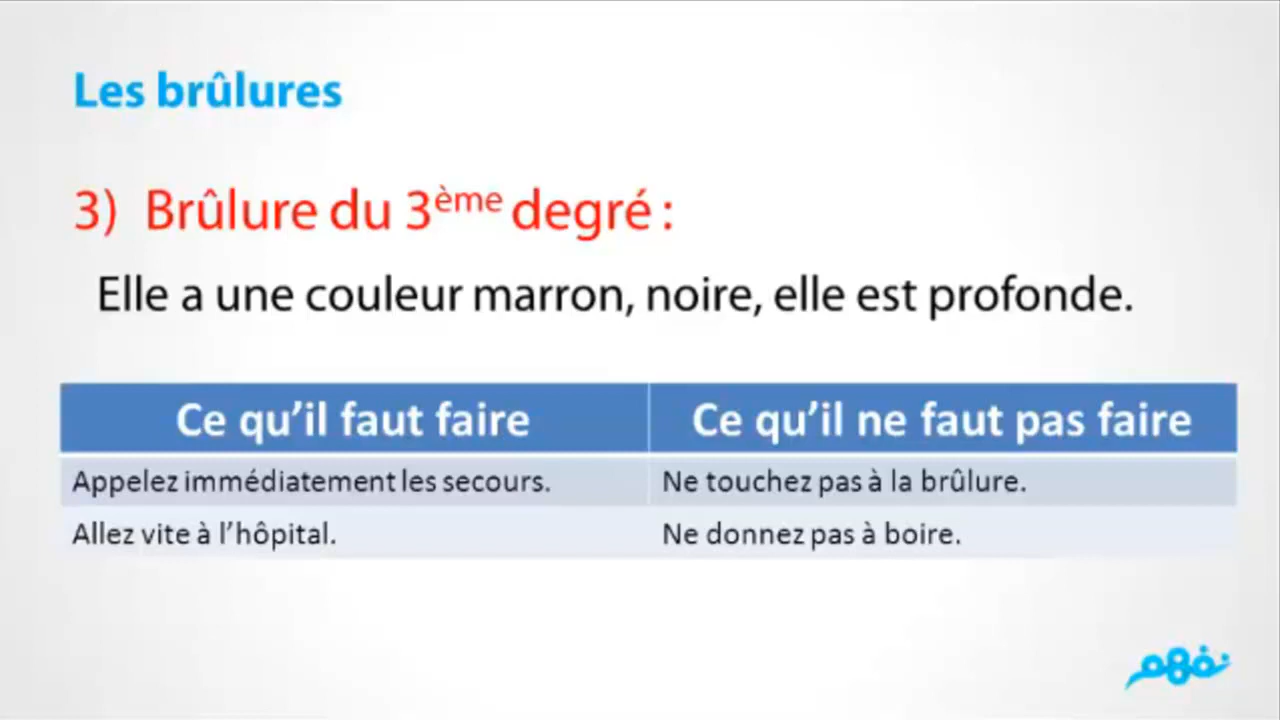 Les brûlures
3) Brûlure du 3ème degré :
Elle a une couleur marron, noire, elle est profonde.
Ce qu’il faut faire
Ce qu’il ne faut pas faire
Appelez immédiatement les secours.
Ne touchez pas à la brûlure.
Allez vite à l’hôpital.
Ne donnez pas à boire.
نفهم